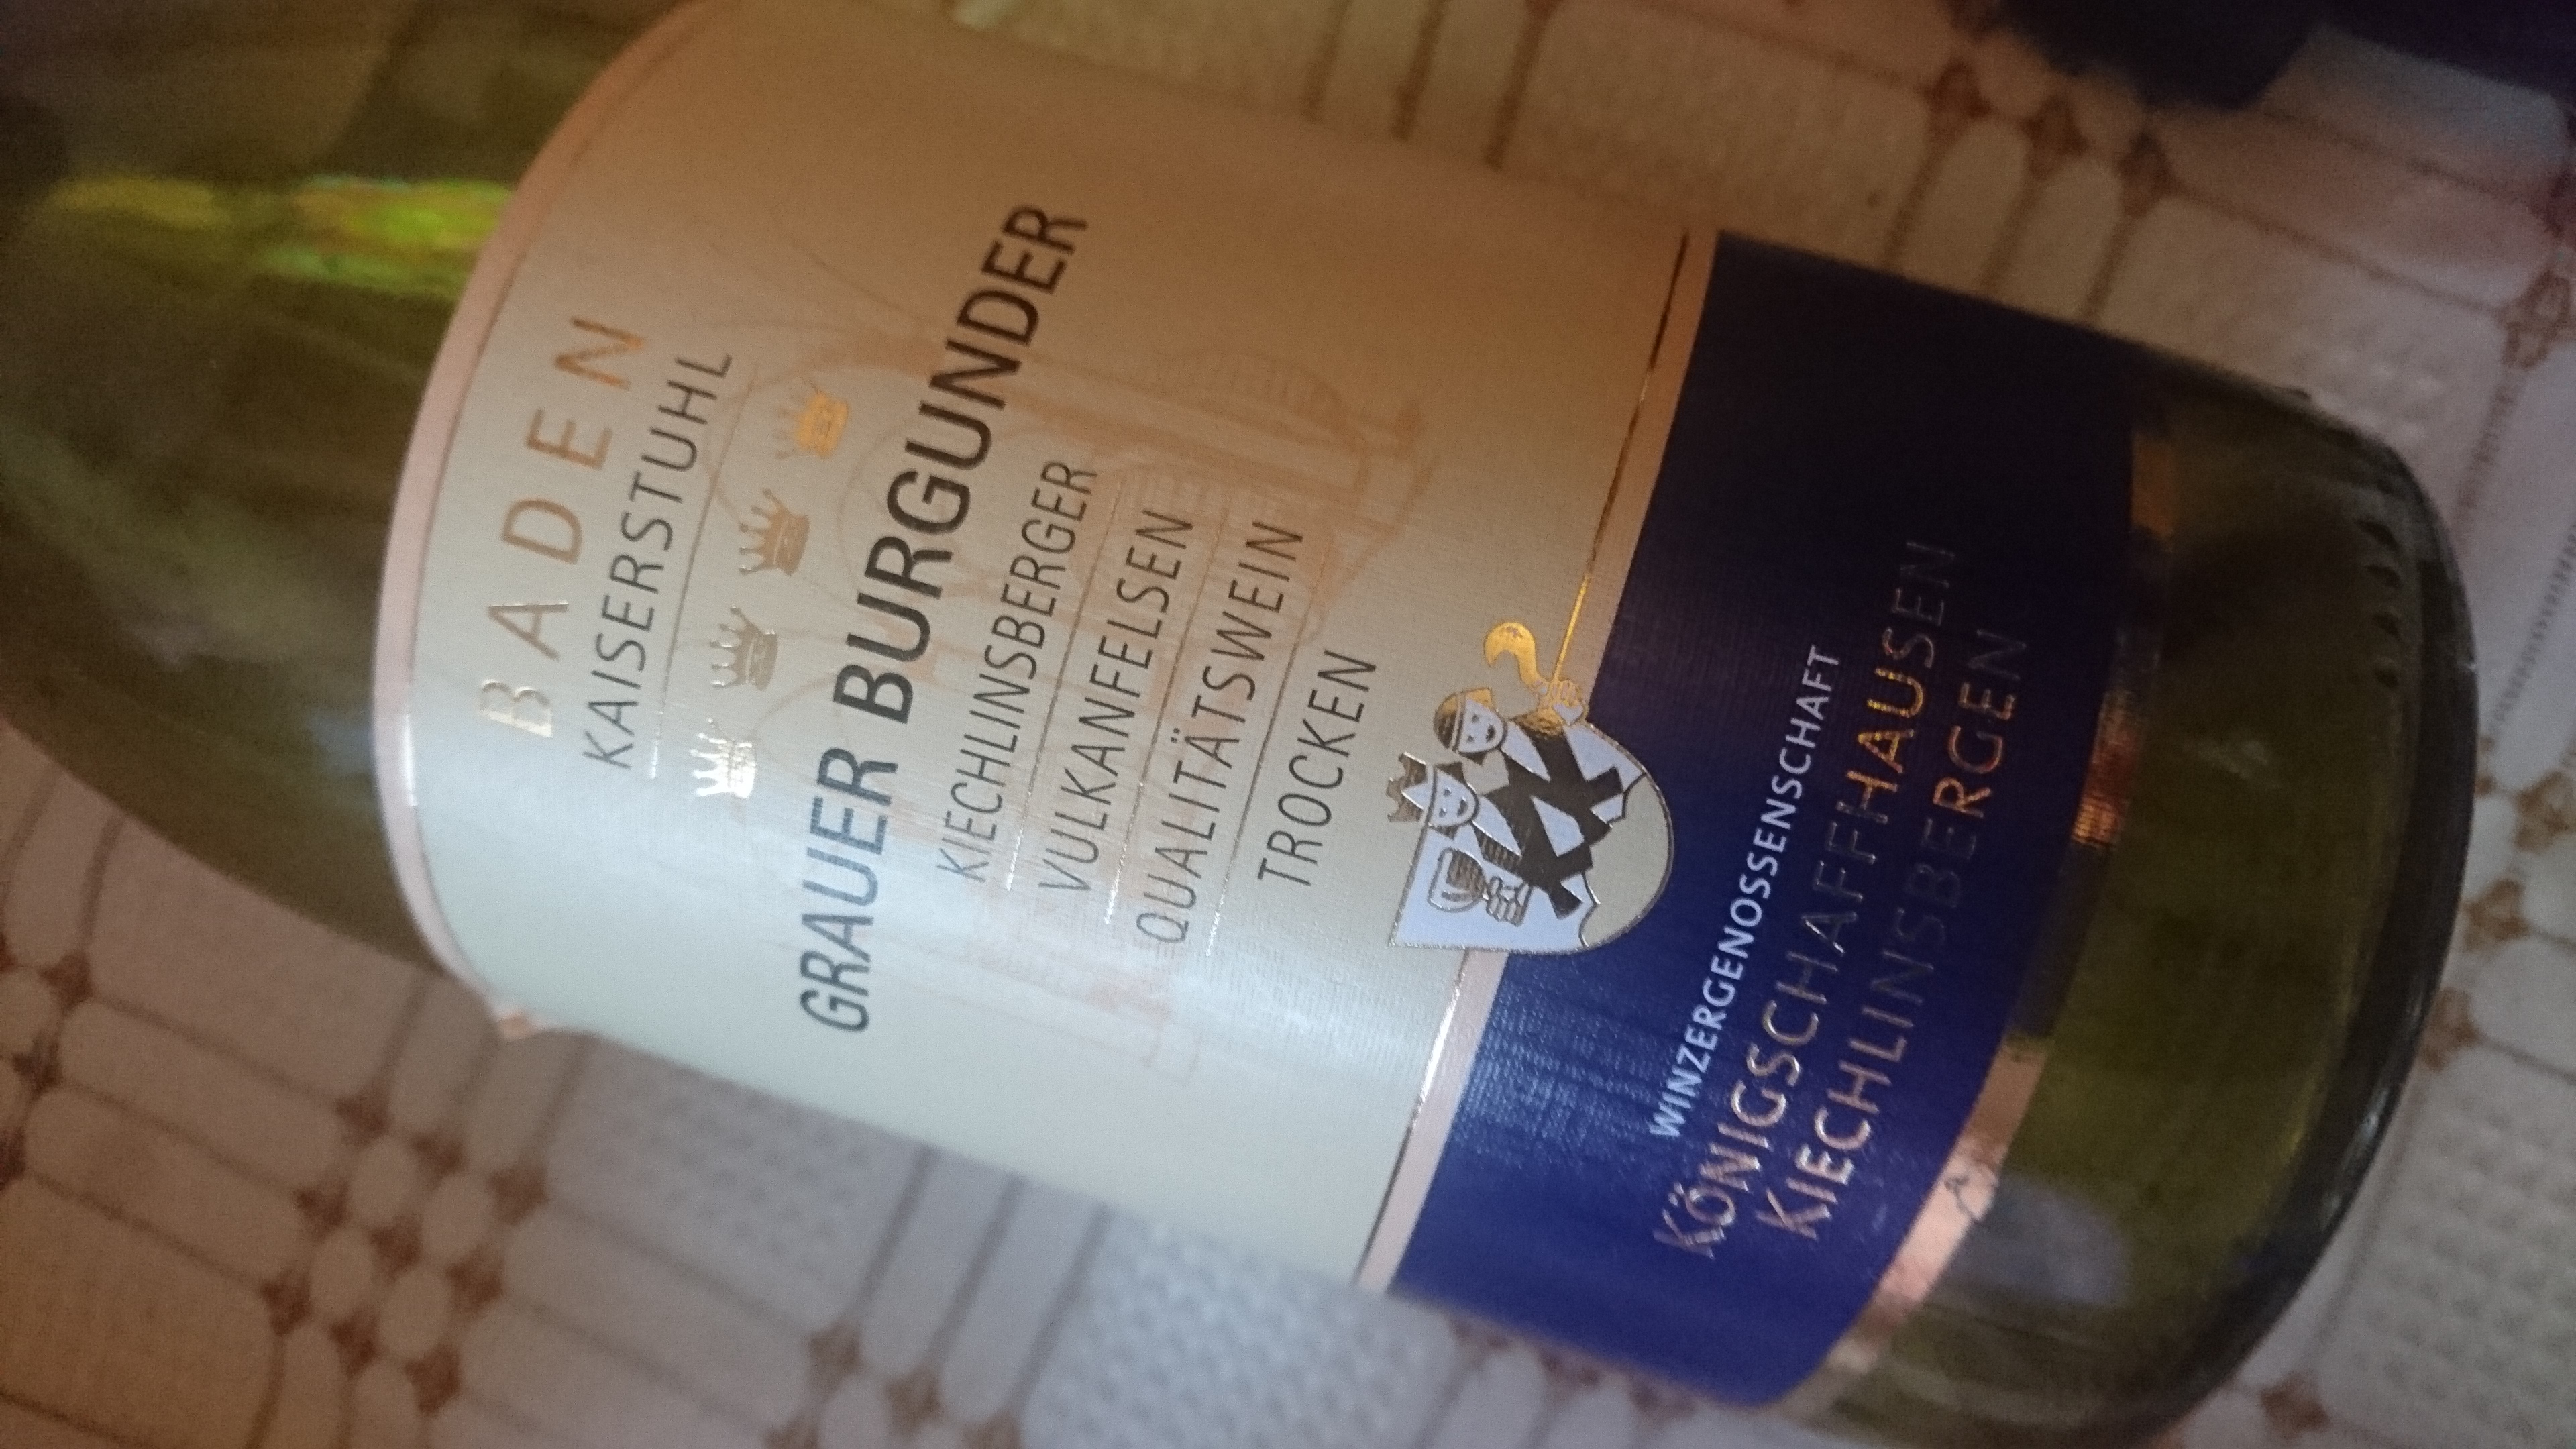 BADEN
KAISERSTUHL
GRAUER BURGUNDER
KIECHLINSBERGER
VULKANFELSEN
QUALITÄTSWEIN
TROCKEN
WINZERGENOSSENSCHAFT
KÖNIGSCHAFFHAUSEN
KIECHLINSBERGEN